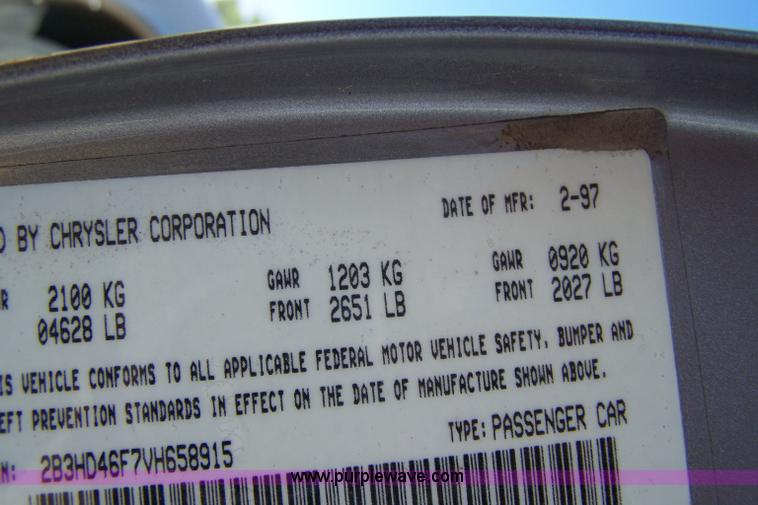 BY CHRYSLER CORPORATION DATE OF MFR: 2-97
2100 KG GAWR 1203 KG GAWR 0920 KG
04628 LB FRONT 2651 LB FRONT 2027 LB
IS VEHICLE CONFORMS TO ALL APPLICABLE FEDERAL MOTOR VEHICLE SAFETY, BUMPER AND
EFT PREVENTION STANDARDS IN EFFECT ON THE DATE OF MANUFACTURE SHOWN ABOVE.
N: 2B3HD46F7VH658915 TYPE: PASSENGER CAR
www.purplewave.com